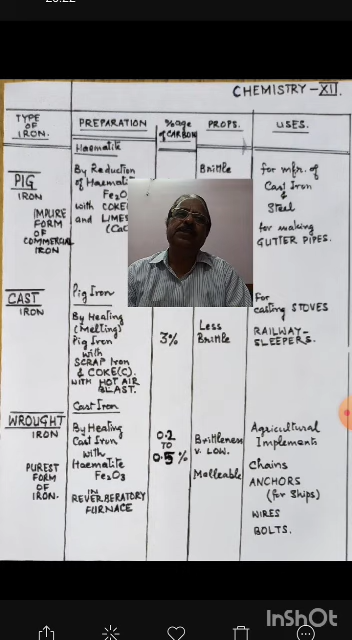 20:22
CHEMISTRY-XII
TYPE OF IRON.
PREPARATION
%age of CARBON
PROPS.
USES.
PIG IRON
IMPURE FORM OF COMMERCIAL IRON
Haematite
By Reduction
of Haemati
Fe2O
with COKE
and LIMES
(Cac
Brittle
for mfr. of
Cast Iron
&
Steel
for making
GUTTER PIPES.
CAST IRON
Pig Iron
By Heating
(Melting)
Pig Iron
with
SCRAP Iron
& COKE(C).
WITH HOT AIR
BLAST.
3%
Less
Brittle
For
casting STOVES
RAILWAY-
SLEEPERS.
WROUGHT IRON
PUREST FORM OF IRON.
Cast Iron
By Heating
Cast Iron
with
Haematite
Fe2O3
IN
REVERBERATORY
FURNACE
0.2
TO
0.5%
Brittleness
V. LOW.
Malleable
Agricultural
Implements
Chains
ANCHORS
(for Ships)
WIRES
BOLTS.
InShOt